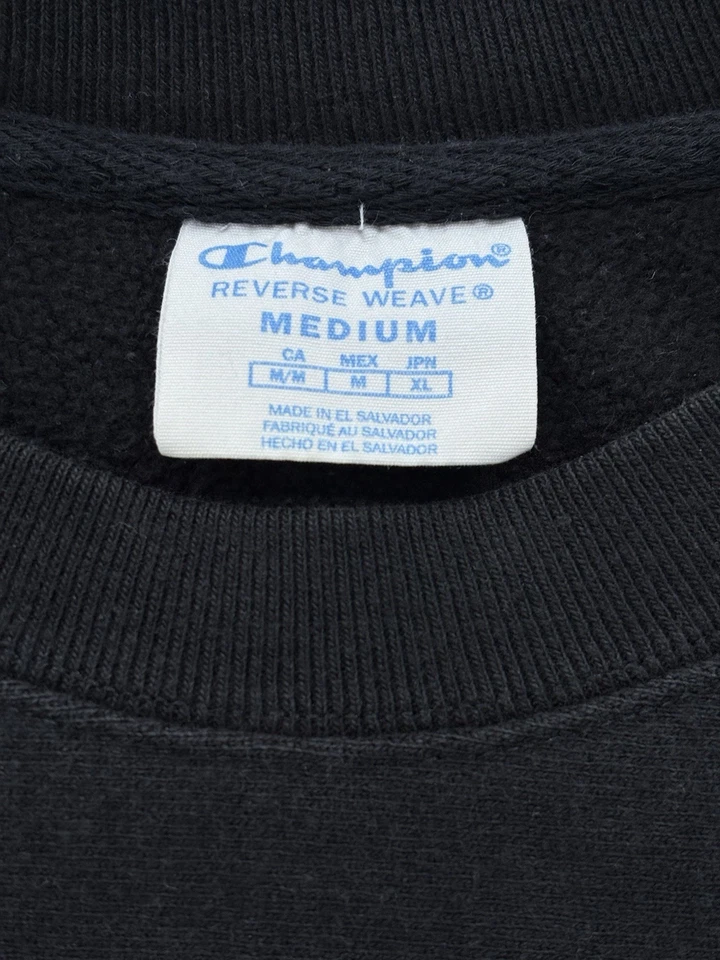 Champion®
REVERSE WEAVE®
MEDIUM
CA MEX JPN
M/M M XL
MADE IN EL SALVADOR
FABRIQUÉ AU SALVADOR
HECHO EN EL SALVADOR